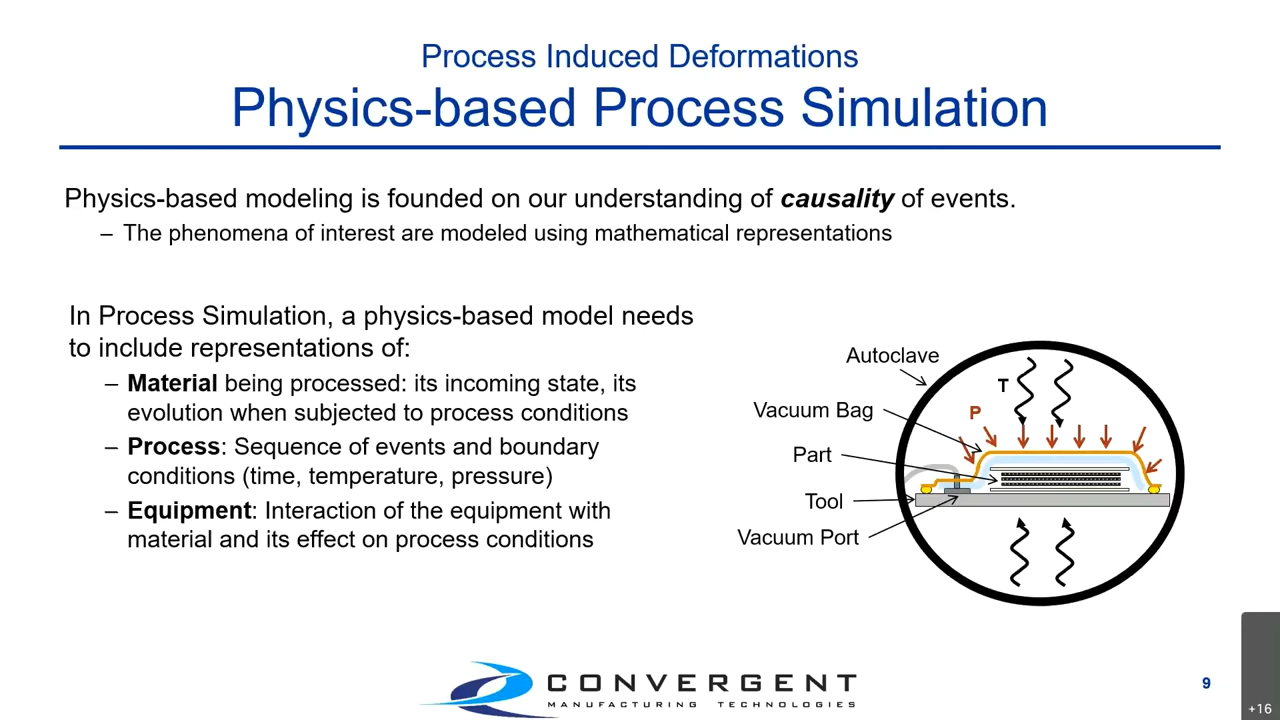 Process Induced Deformations
Physics-based Process Simulation
Physics-based modeling is founded on our understanding of causality of events.
– The phenomena of interest are modeled using mathematical representations
In Process Simulation, a physics-based model needs
to include representations of:
– Material being processed: its incoming state, its
evolution when subjected to process conditions
– Process: Sequence of events and boundary
conditions (time, temperature, pressure)
– Equipment: Interaction of the equipment with
material and its effect on process conditions
Autoclave
T
Vacuum Bag
P
Part
Tool
Vacuum Port
CONVERGENT
MANUFACTURING TECHNOLOGIES
9
+16